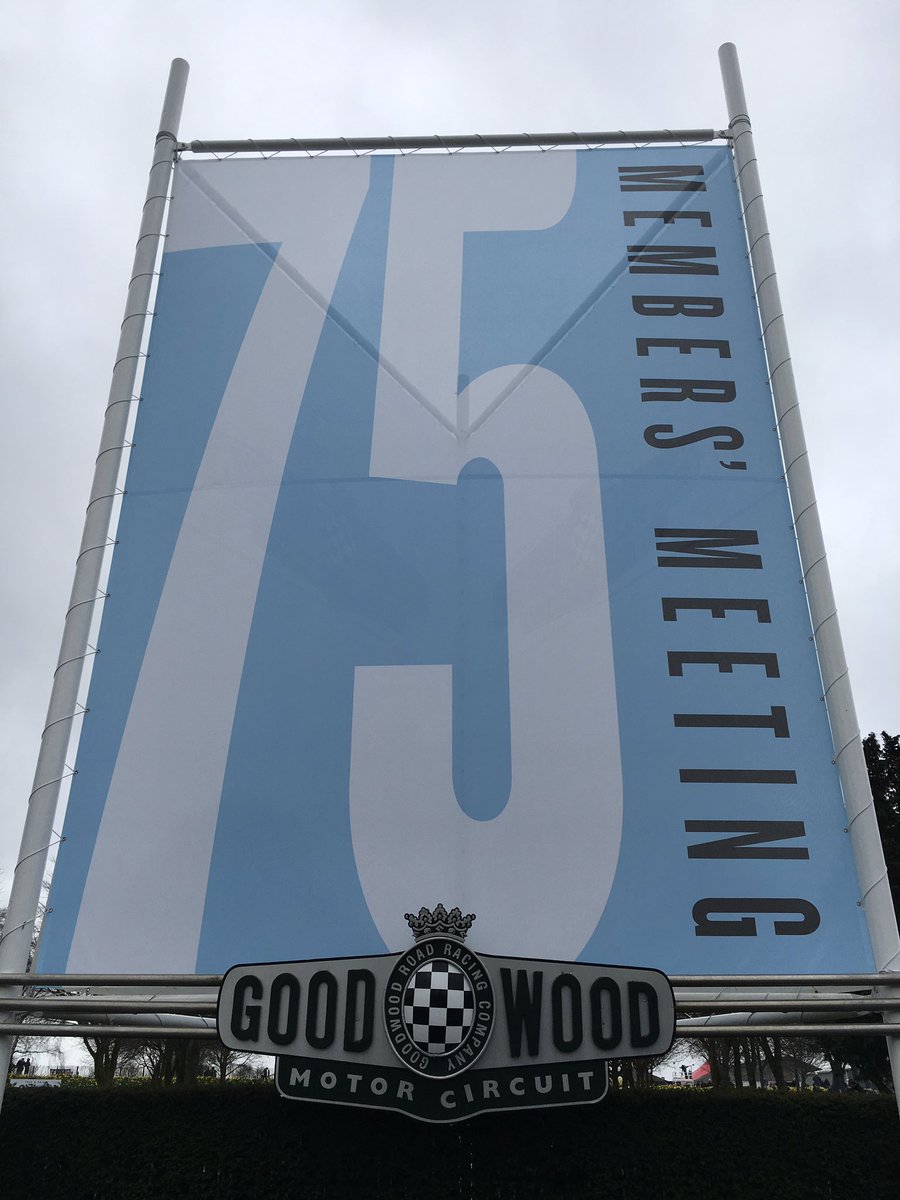 75
MEMBERS' MEETING
GOODWOOD ROAD RACING COMPANY
GOOD WOOD
MOTOR CIRCUIT